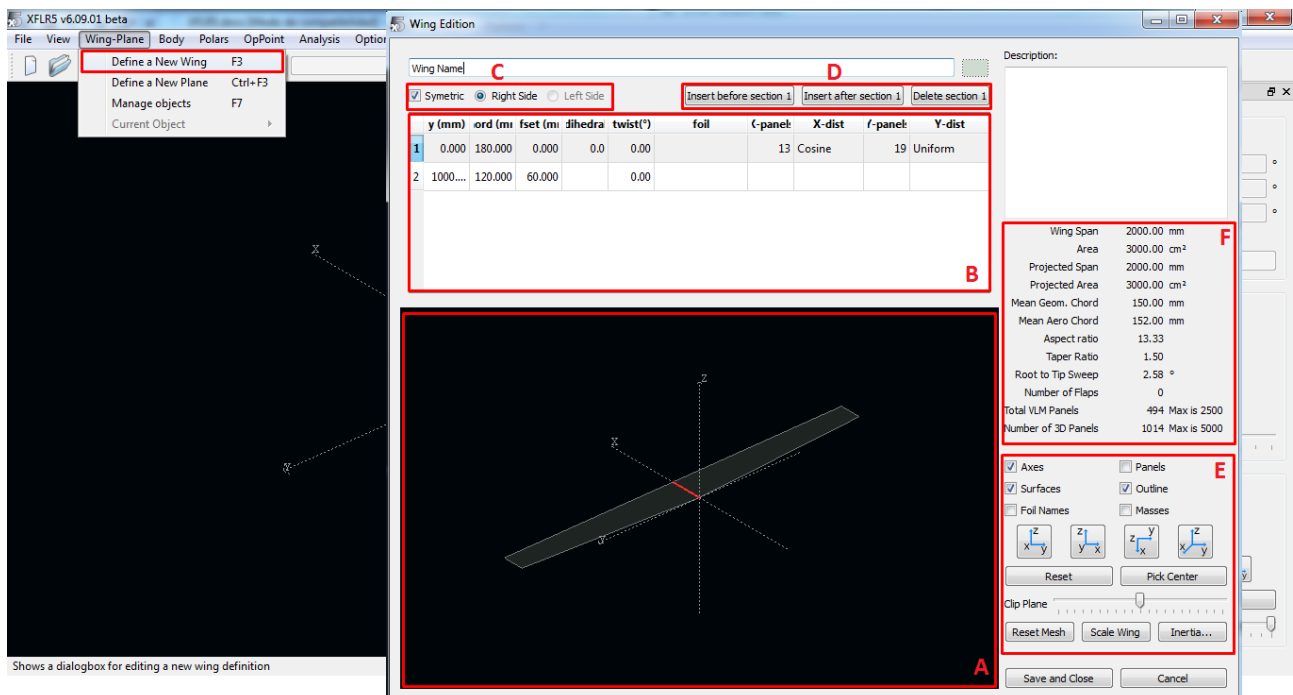 XFLR5 v6.09.01 beta
File View Wing-Plane Body Polars OpPoint Analysis Option
Define a New Wing F3
Define a New Plane Ctrl+F3
Manage objects F7
Current Object
Shows a dialogbox for editing a new wing definition
Wing Edition
Wing Name
C
D
Symetric Right Side Left Side
Insert before section 1 Insert after section 1 Delete section 1
y (mm) ord (mm fset (mm dihedral twist(°) foil X-panels X-dist Y-panels Y-dist
1 0.000 180.000 0.000 0.0 0.00 13 Cosine 19 Uniform
2 1000.... 120.000 60.000 0.00
B
Z
X
Y
A
X
Y
Description:
Wing Span 2000.00 mm
F
Area 3000.00 cm²
Projected Span 2000.00 mm
Projected Area 3000.00 cm²
Mean Geom. Chord 150.00 mm
Mean Aero Chord 152.00 mm
Aspect ratio 13.33
Taper Ratio 1.50
Root to Tip Sweep 2.58 °
Number of Flaps 0
Total VLM Panels 494 Max is 2500
Number of 3D Panels 1014 Max is 5000
Axes Panels
E
Surfaces Outline
Foil Names Masses
z x y z y x z y x z x y
Reset Pick Center
Clip Plane
Reset Mesh Scale Wing Inertia...
Save and Close Cancel